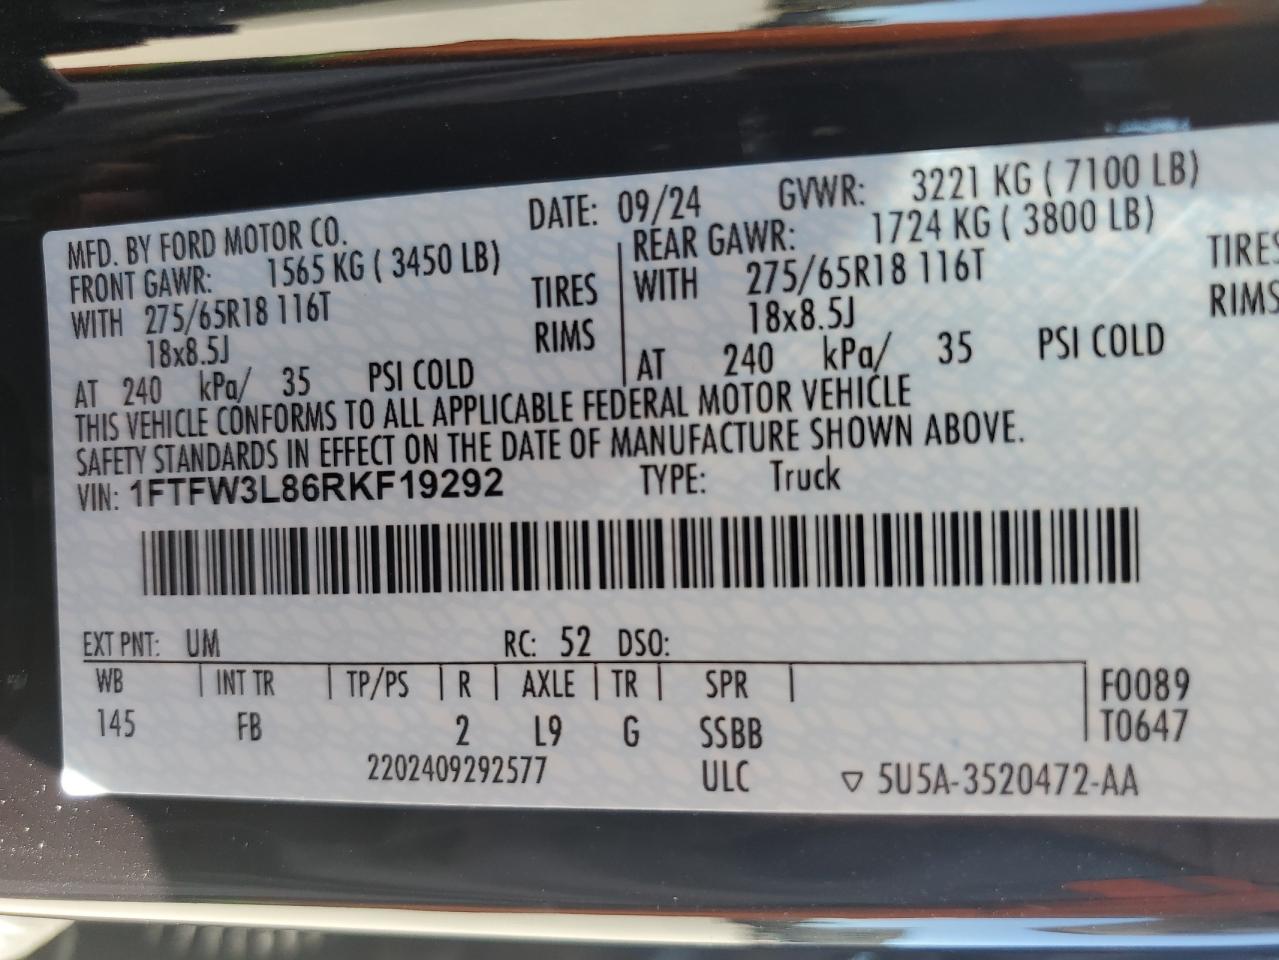 MFD. BY FORD MOTOR CO.
DATE: 09/24
GVWR: 3221 KG ( 7100 LB)
FRONT GAWR: 1565 KG ( 3450 LB)
WITH 275/65R18 116T TIRES
18x8.5J RIMS
AT 240 kPa/ 35 PSI COLD
REAR GAWR: 1724 KG ( 3800 LB)
WITH 275/65R18 116T TIRES
18x8.5J RIMS
AT 240 kPa/ 35 PSI COLD
THIS VEHICLE CONFORMS TO ALL APPLICABLE FEDERAL MOTOR VEHICLE
SAFETY STANDARDS IN EFFECT ON THE DATE OF MANUFACTURE SHOWN ABOVE.
VIN: 1FTFW3L86RKF19292 TYPE: Truck
EXT PNT: UM RC: 52 DSO:
WB | INT TR | TP/PS | R | AXLE | TR | SPR |
145 FB 2 L9 G SSBB
F0089
T0647
2202409292577 ULC ▽ 5U5A-3520472-AA